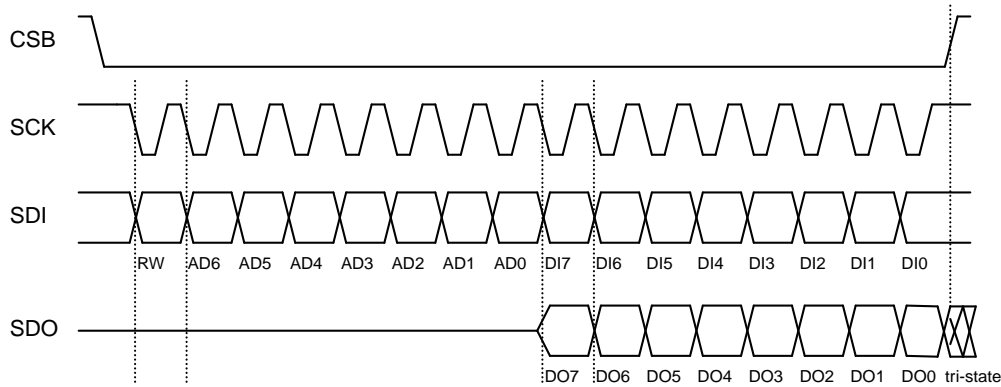 CSB
SCK
SDI
RW AD6 AD5 AD4 AD3 AD2 AD1 AD0 DI7 DI6 DI5 DI4 DI3 DI2 DI1 DI0
SDO
DO7 DO6 DO5 DO4 DO3 DO2 DO1 DO0 tri-state